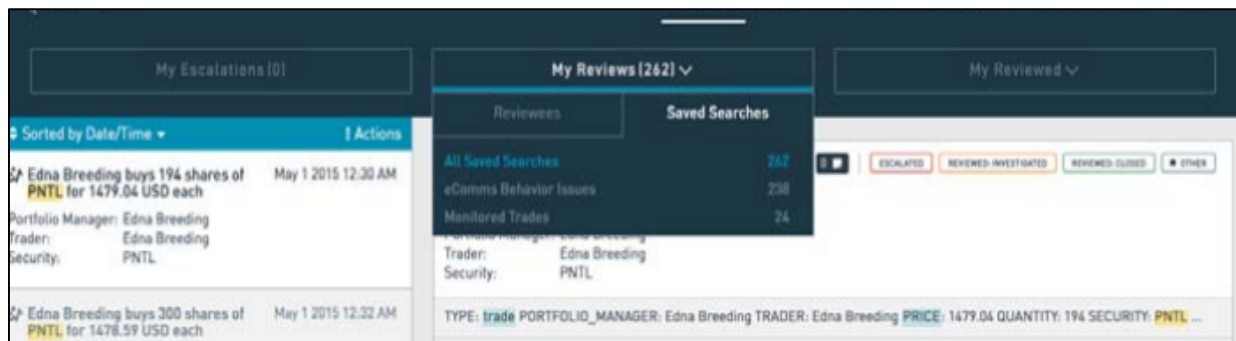 My Escalations (0)
My Reviews (262)
My Reviewed
Reviewees
Saved Searches
All Saved Searches 262
eComms Behavior Issues 238
Monitored Trades 24
Sorted by Date/Time
Actions
Edna Breeding buys 194 shares of
PNTL for 1479.04 USD each
May 1 2015 12:30 AM
Portfolio Manager: Edna Breeding
Trader: Edna Breeding
Security: PNTL
Edna Breeding buys 300 shares of
PNTL for 1478.59 USD each
May 1 2015 12:32 AM
ESCALATED
REVIEWED: INVESTIGATED
REVIEWED: CLOSED
OTHER
Portfolio Manager: Edna Breeding
Trader: Edna Breeding
Security: PNTL
TYPE: trade PORTFOLIO_MANAGER: Edna Breeding TRADER: Edna Breeding PRICE: 1479.04 QUANTITY: 194 SECURITY: PNTL ...